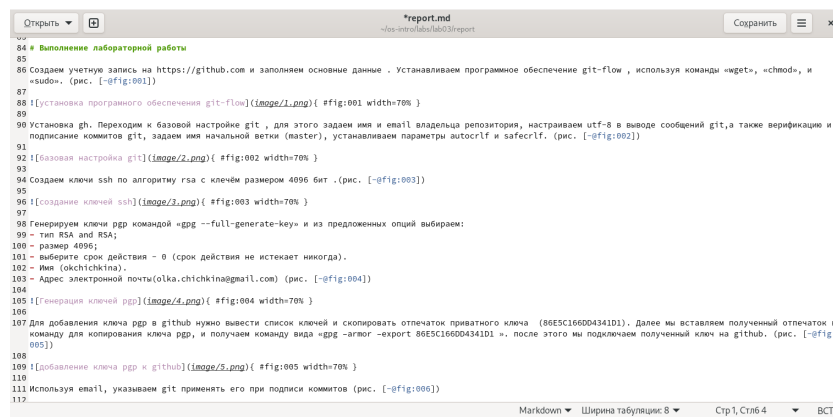 Открыть
*report.md
~/os-intro/labs/lab03/report
Сохранить
84 # Выполнение лабораторной работы
85
86 Создаем учетную запись на https://github.com и заполняем основные данные . Устанавливаем программное обеспечение git-flow , используя команды «wget», «chmod», и
«sudo». (рис. [-@fig:001])
87
88 ![установка програмного обеспечения git-flow](image/1.png){ #fig:001 width=70% }
89
90 Установка gh. Переходим к базовой настройке git , для этого задаем имя и email владельца репозитория, настраиваем utf-8 в выводе сообщений git,а также верификацию и
подписание коммитов git, задаем имя начальной ветки (master), устанавливаем параметры autocrlf и safecrlf. (рис. [-@fig:002])
91
92 ![базовая настройка git](image/2.png){ #fig:002 width=70% }
93
94 Создаем ключи ssh по алгоритму rsa с клечём размером 4096 бит .(рис. [-@fig:003])
95
96 ![создание ключей ssh](image/3.png){ #fig:003 width=70% }
97
98 Генерируем ключи pgp командой «gpg --full-generate-key» и из предложенных опций выбираем:
99 - тип RSA and RSA;
100 - размер 4096;
101 - выберите срок действия - 0 (срок действия не истекает никогда).
102 - Имя (okchichkina).
103 - Адрес электронной почты(olka.chichkina@gmail.com) (рис. [-@fig:004])
104
105 ![Генерация ключей pgp](image/4.png){ #fig:004 width=70% }
106
107 Для добавления ключа pgp в github нужно вывести список ключей и скопировать отпечаток приватного ключа (86E5C166DD4341D1). Далее мы вставляем полученный отпечаток
команду для копирования ключа pgp, и получаем команду вида «gpg –armor –export 86E5C166DD4341D1 ». после этого мы подключаем полученный ключ на github. (рис. [-@fig
005])
108
109 ![добавление ключа pgp к github](image/5.png){ #fig:005 width=70% }
110
111 Используя email, указываем git применять его при подписи коммитов (рис. [-@fig:006])
112
Markdown Ширина табуляции: 8 Стр 1, Стлб 4 ВСТ